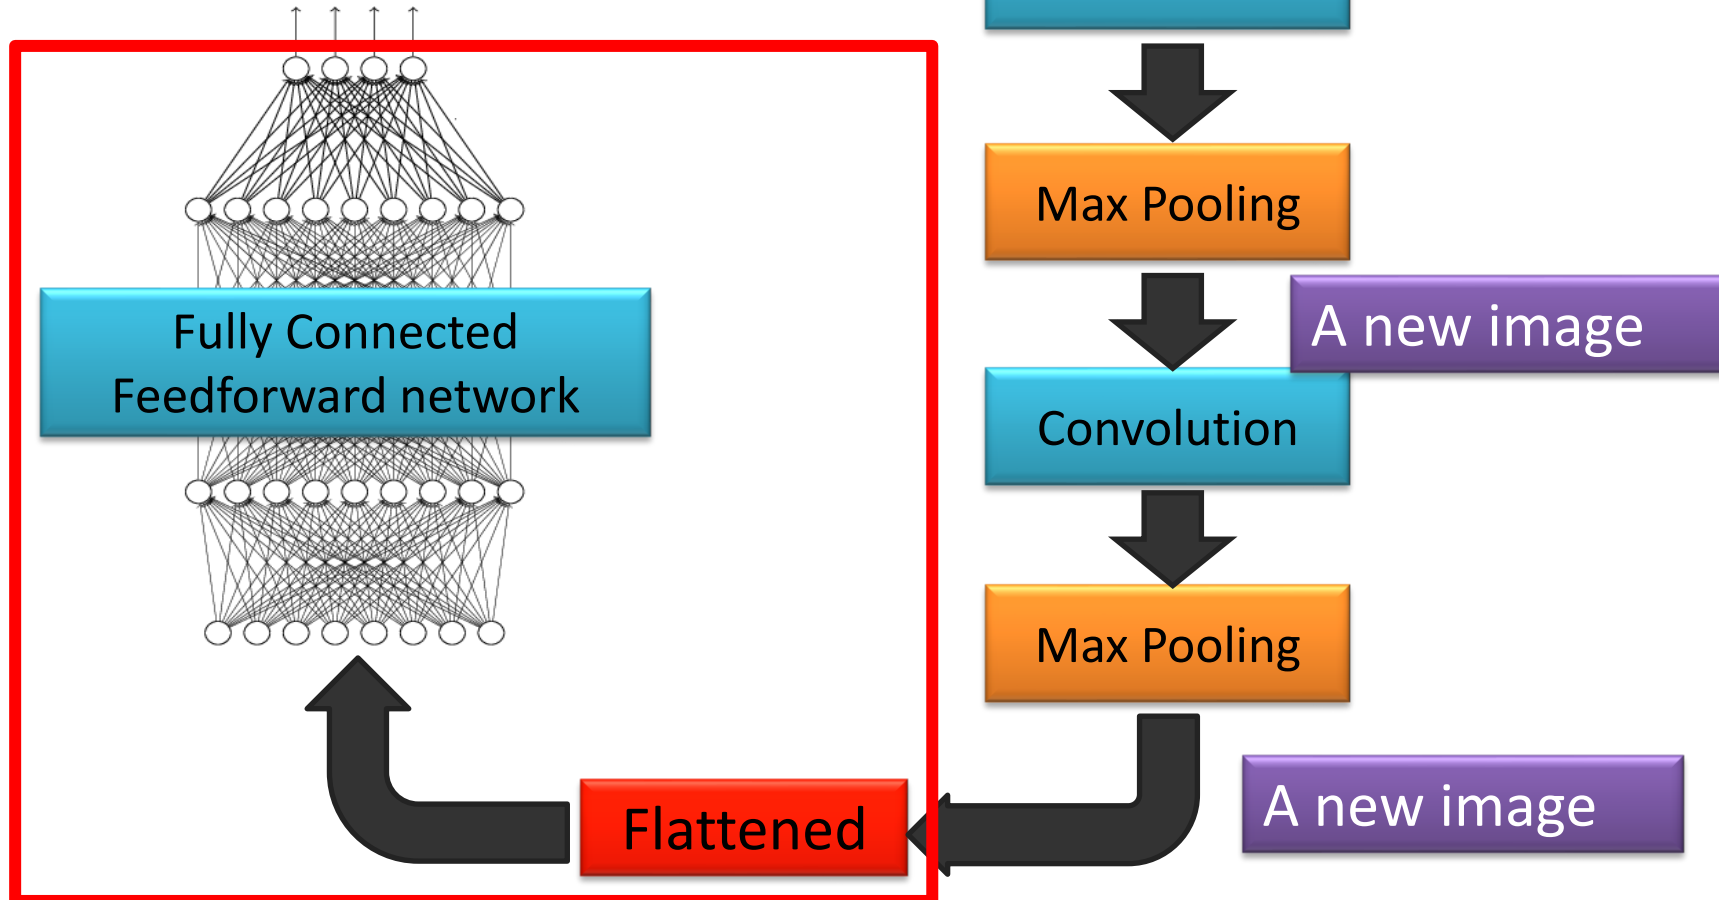 Max Pooling
A new image
Fully Connected
Feedforward network
Convolution
Max Pooling
A new image
Flattened